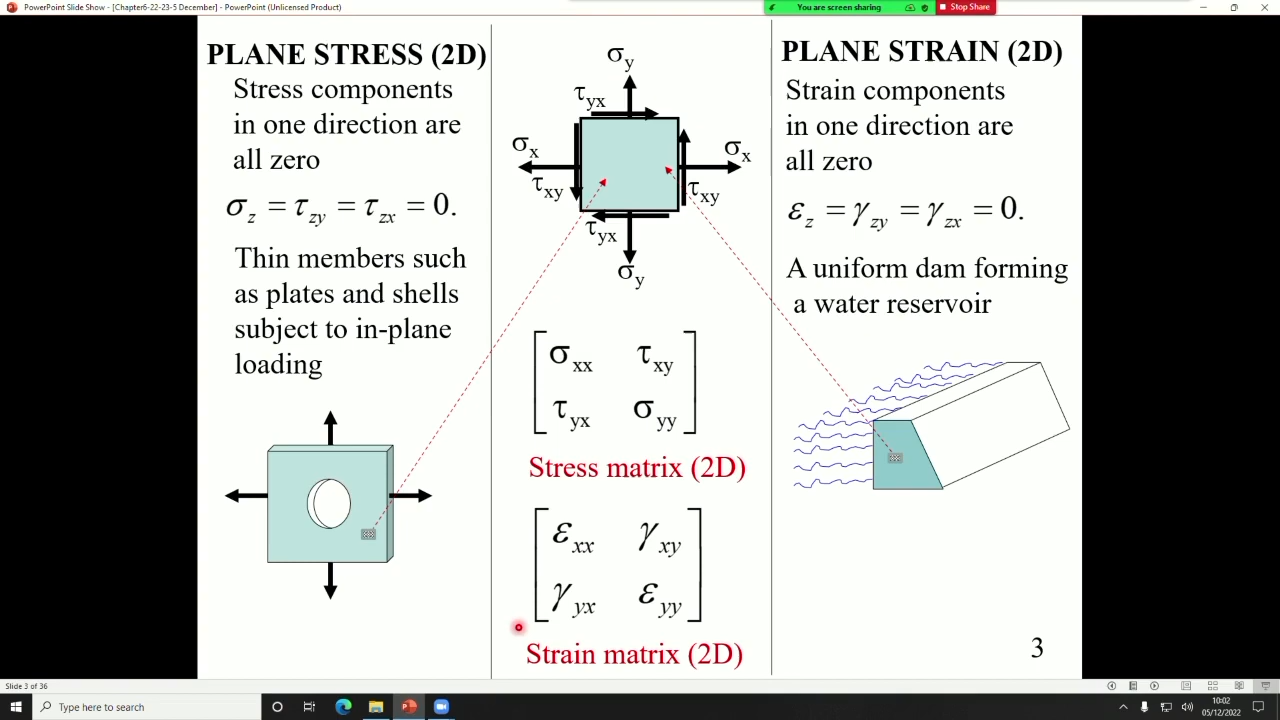 PowerPoint Slide Show - [Chapter6-22-23-5 December] - PowerPoint (Unlicensed Product)
You are screen sharing
Stop Share
PLANE STRESS (2D)
Stress components
in one direction are
all zero
σz = τzy = τzx = 0.
Thin members such
as plates and shells
subject to in-plane
loading
σy
τyx
σx
σx
τxy
τxy
τyx
σy
σxx τxy
τyx σyy
Stress matrix (2D)
εxx γxy
γyx εyy
Strain matrix (2D)
PLANE STRAIN (2D)
Strain components
in one direction are
all zero
εz = γzy = γzx = 0.
A uniform dam forming
a water reservoir
3
Slide 3 of 36
Type here to search
10:02
05/12/2022